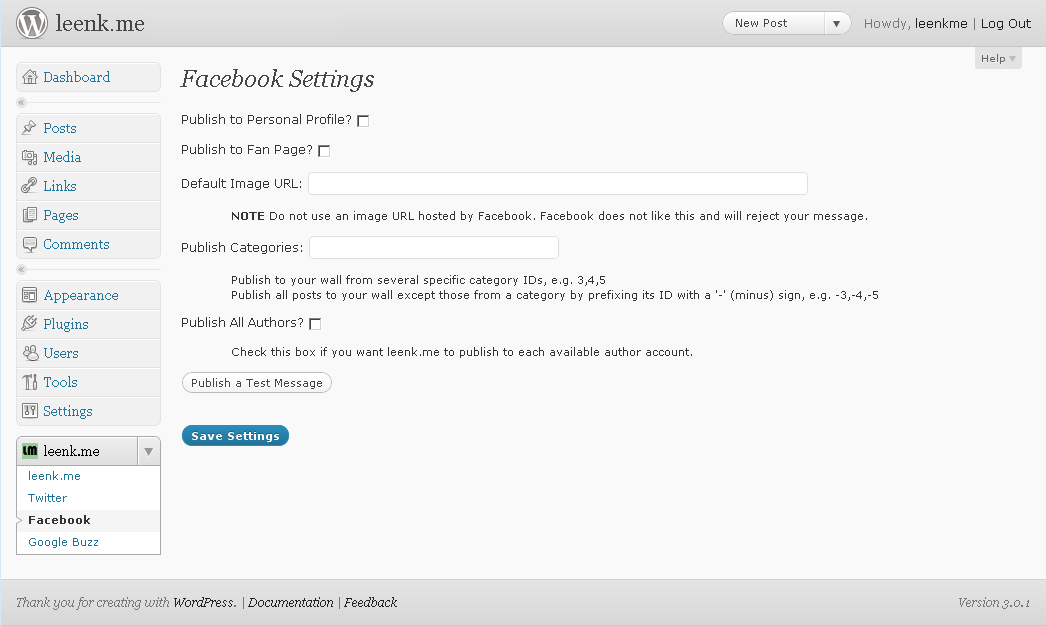 leenk.me
New Post
Howdy, leenkme | Log Out
Help
Dashboard
Posts
Media
Links
Pages
Comments
Appearance
Plugins
Users
Tools
Settings
lm leenk.me
leenk.me
Twitter
Facebook
Google Buzz
Facebook Settings
Publish to Personal Profile?
Publish to Fan Page?
Default Image URL:
NOTE Do not use an image URL hosted by Facebook. Facebook does not like this and will reject your message.
Publish Categories:
Publish to your wall from several specific category IDs, e.g. 3,4,5
Publish all posts to your wall except those from a category by prefixing its ID with a '-' (minus) sign, e.g. -3,-4,-5
Publish All Authors?
Check this box if you want leenk.me to publish to each available author account.
Publish a Test Message
Save Settings
Thank you for creating with WordPress. | Documentation | Feedback
Version 3.0.1